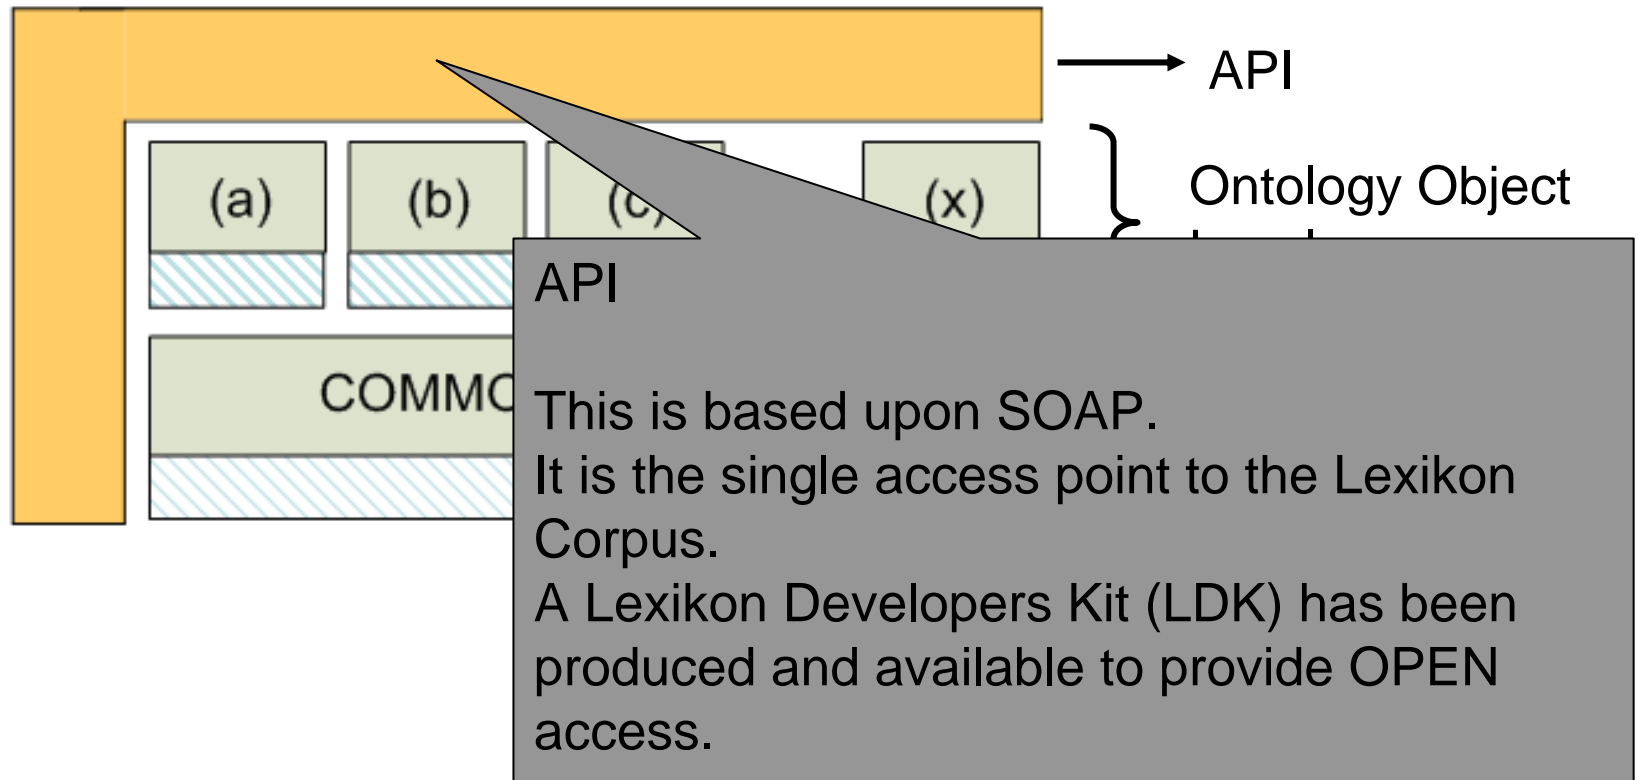 API
(a) (b) (c) (x)
Ontology Object
COMMO
API
This is based upon SOAP.
It is the single access point to the Lexikon
Corpus.
A Lexikon Developers Kit (LDK) has been
produced and available to provide OPEN
access.